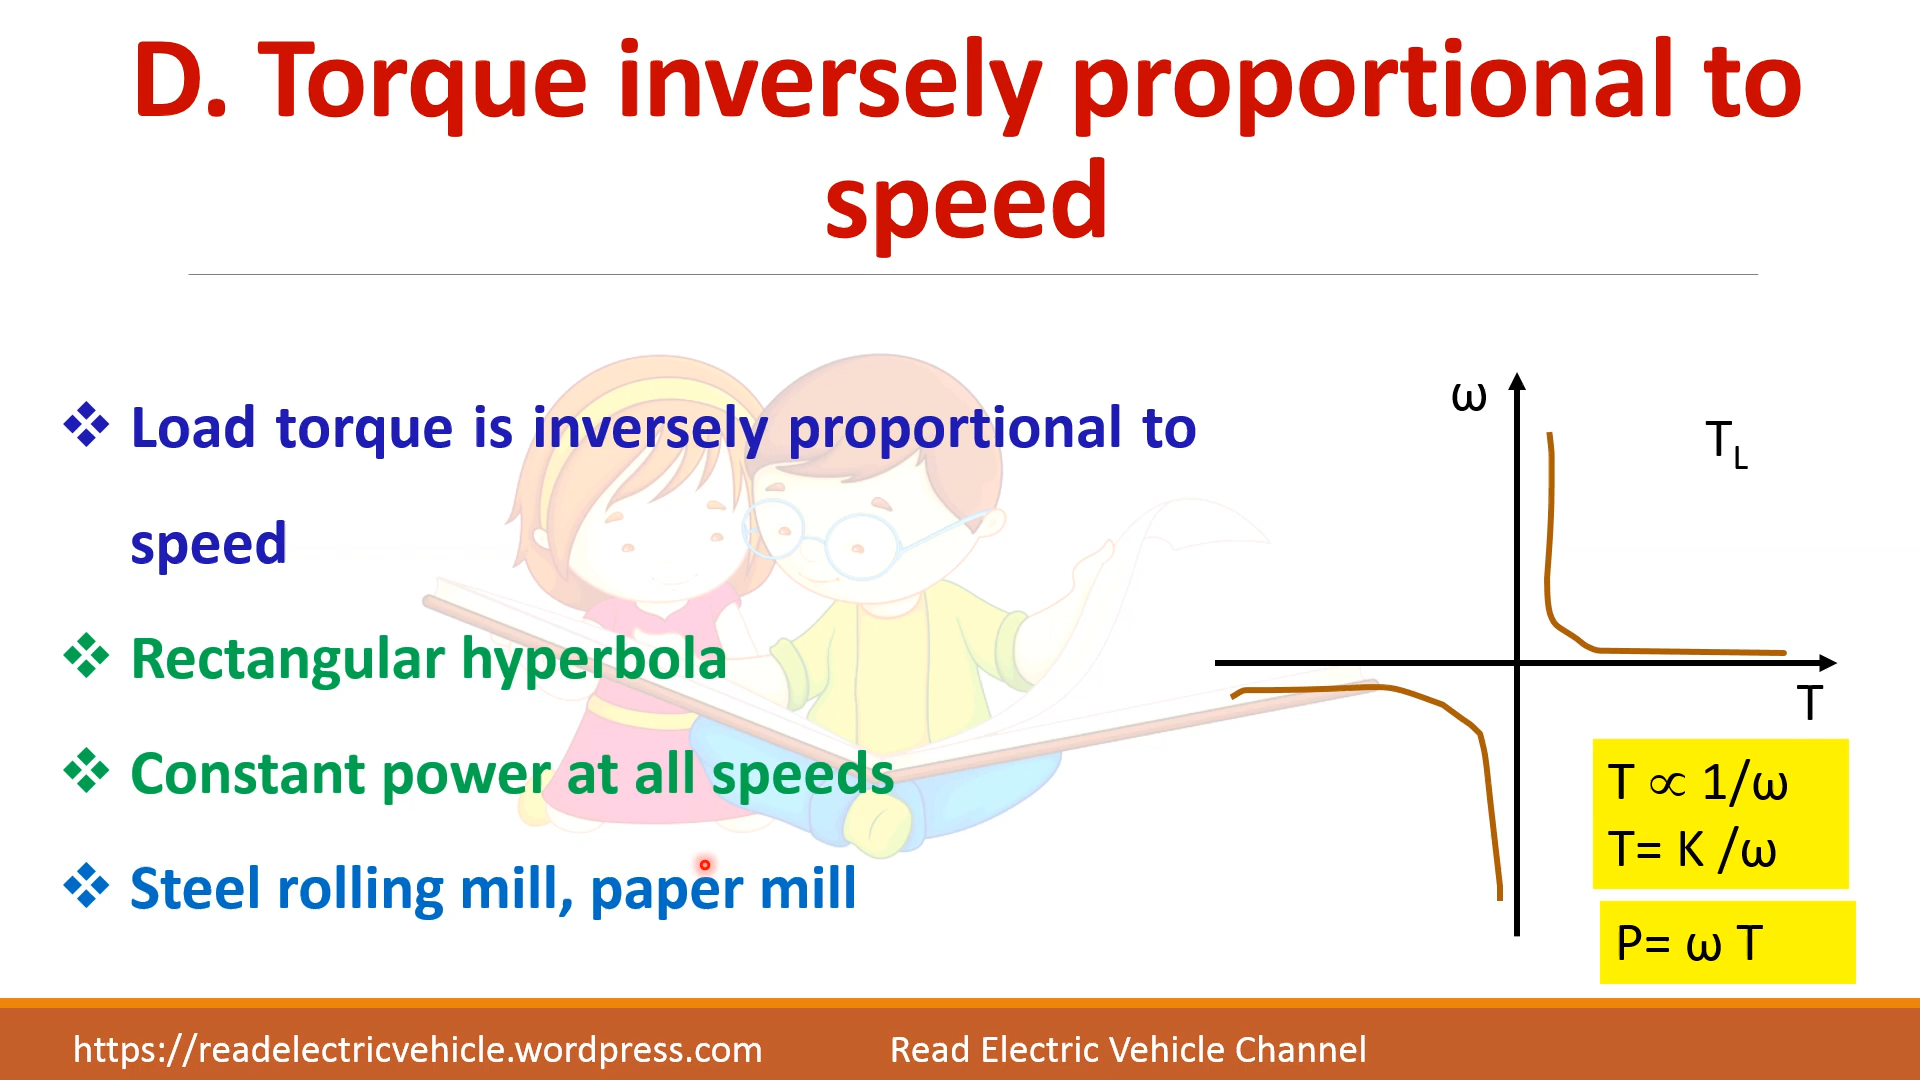 D. Torque inversely proportional to
speed
❖ Load torque is inversely proportional to
speed
❖ Rectangular hyperbola
❖ Constant power at all speeds
❖ Steel rolling mill, paper mill
ω
T_L
T
T ∝ 1/ω
T= K /ω
P= ω T
https://readelectricvehicle.wordpress.com
Read Electric Vehicle Channel